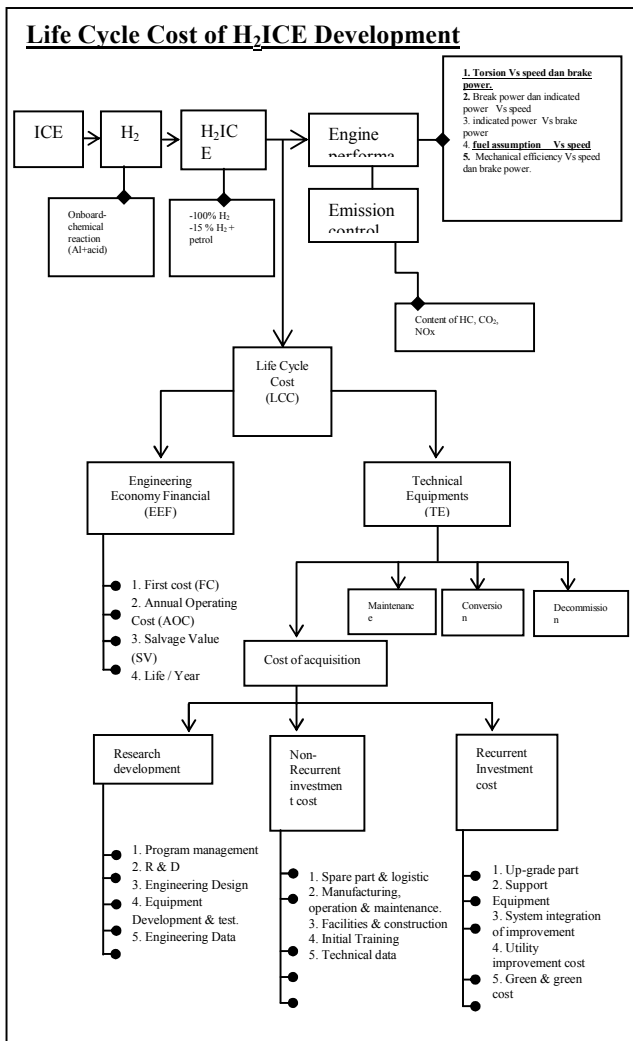 Life Cycle Cost of H₂ICE Development
1. Torsion Vs speed dan brake
power.
2. Break power dan indicated
power Vs speed
3. indicated power Vs brake
power
4. fuel assumption Vs speed
5. Mechanical efficiency Vs speed
dan brake power.
ICE
H₂
H₂IC
E
Engine
performa
Onboard-
chemical
reaction
(Al+acid)
-100% H₂
-15 % H₂ +
petrol
Emission
control
Content of HC, CO₂,
NOx
Life Cycle
Cost
(LCC)
Engineering
Economy Financial
(EEF)
Technical
Equipments
(TE)
1. First cost (FC)
2. Annual Operating
Cost (AOC)
3. Salvage Value
(SV)
4. Life / Year
Maintenanc
e
Conversio
n
Decommissio
n
Cost of acquisition
Research
development
Non-
Recurrent
investmen
t cost
Recurrent
Investment
cost
1. Program management
2. R & D
3. Engineering Design
4. Equipment
Development & test.
5. Engineering Data
1. Spare part & logistic
2. Manufacturing,
operation & maintenance.
3. Facilities & construction
4. Initial Training
5. Technical data
1. Up-grade part
2. Support
Equipment
3. System integration
of improvement
4. Utility
improvement cost
5. Green & green
cost